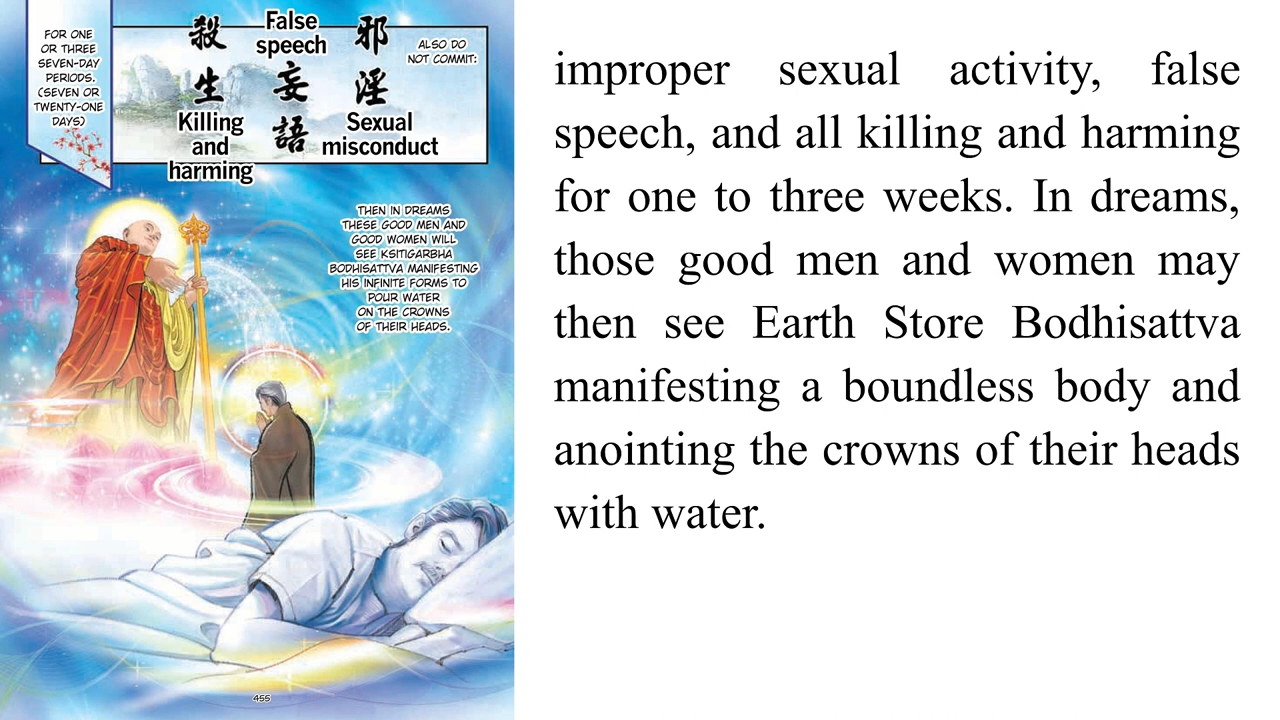 FOR ONE
OR THREE
SEVEN-DAY
PERIODS.
(SEVEN OR
TWENTY-ONE
DAYS)
殺生
Killing
and
harming
False
speech
妄語
邪淫
Sexual
misconduct
ALSO DO
NOT COMMIT:
THEN IN DREAMS
THESE GOOD MEN AND
GOOD WOMEN WILL
SEE KSITIGARBHA
BODHISATTVA MANIFESTING
HIS INFINITE FORMS TO
POUR WATER
ON THE CROWNS
OF THEIR HEADS.
455
improper sexual activity, false
speech, and all killing and harming
for one to three weeks. In dreams,
those good men and women may
then see Earth Store Bodhisattva
manifesting a boundless body and
anointing the crowns of their heads
with water.